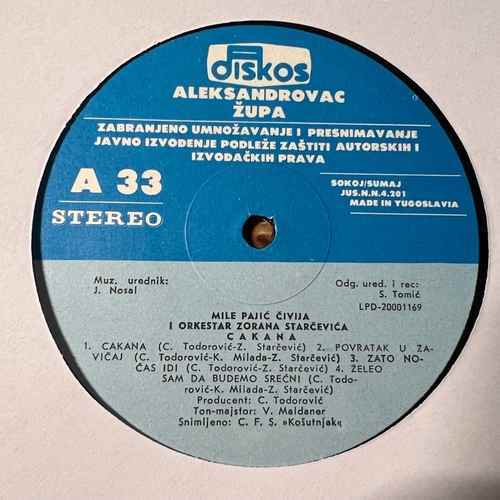 diskos
ALEKSANDROVAC
ŽUPA
ZABRANJENO UMNOŽAVANJE I PRESNIMAVANJE
JAVNO IZVOĐENJE PODLEŽE ZAŠTITI AUTORSKIH I
IZVOĐAČKIH PRAVA
A 33
STEREO
SOKOJ/SUMAJ
JUS.N.N.4.201
MADE IN YUGOSLAVIA
Muz. urednik:
J. Nosal
Odg. ured. i rec:
S. Tomić
LPD-20001169
MILE PAJIĆ ČIVIJA
I ORKESTAR ZORANA STARČEVIĆA
CAKANA
1. CAKANA (C. Todorović-Z. Starčević) 2. POVRATAK U ZA-
VIČAJ (C. Todorović-K. Milada-Z. Starčević) 3. ZATO NO-
ĆAS IDI (C. Todorović-Z. Starčević) 4. ŽELEO
SAM DA BUDEMO SREĆNI (C. Todo-
rović-K. Milada-Z. Starčević)
Producent: C. Todorović
Ton-majstor: V. Maldaner
Snimljeno: C. F. S. »Košutnjak«